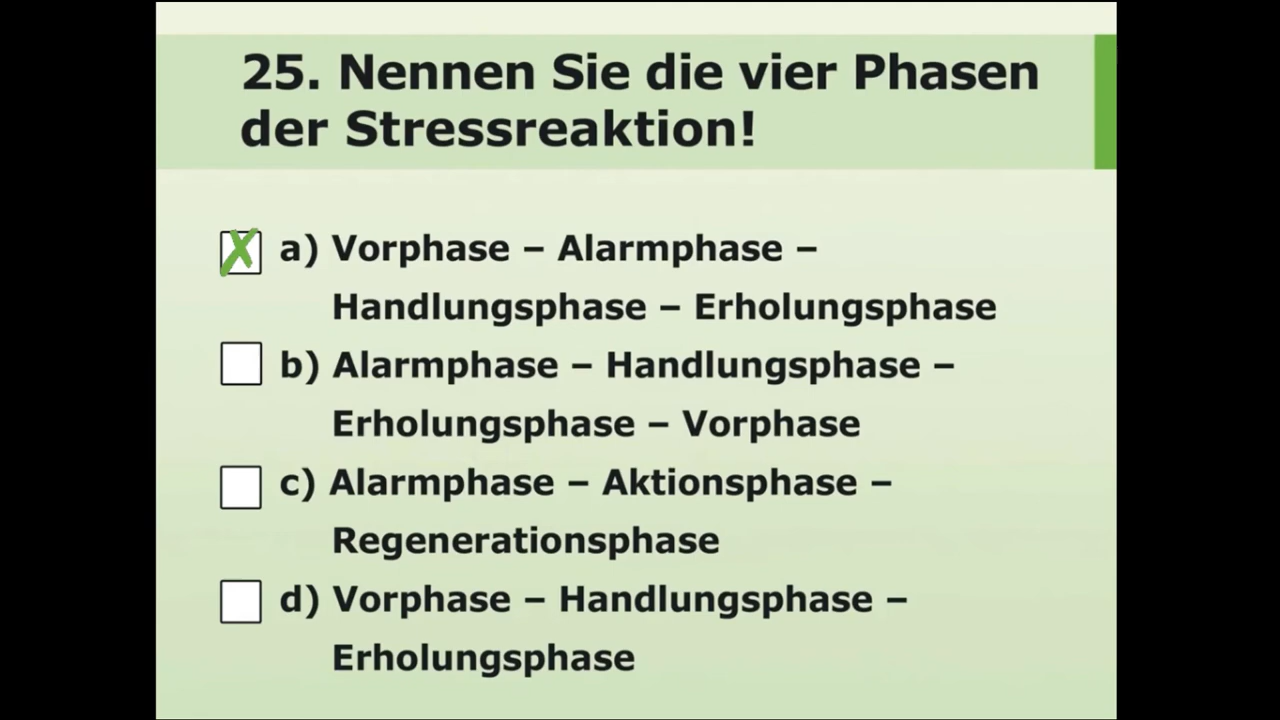 25. Nennen Sie die vier Phasen
der Stressreaktion!
a) Vorphase – Alarmphase –
Handlungsphase – Erholungsphase
b) Alarmphase – Handlungsphase –
Erholungsphase – Vorphase
c) Alarmphase – Aktionsphase –
Regenerationsphase
d) Vorphase – Handlungsphase –
Erholungsphase